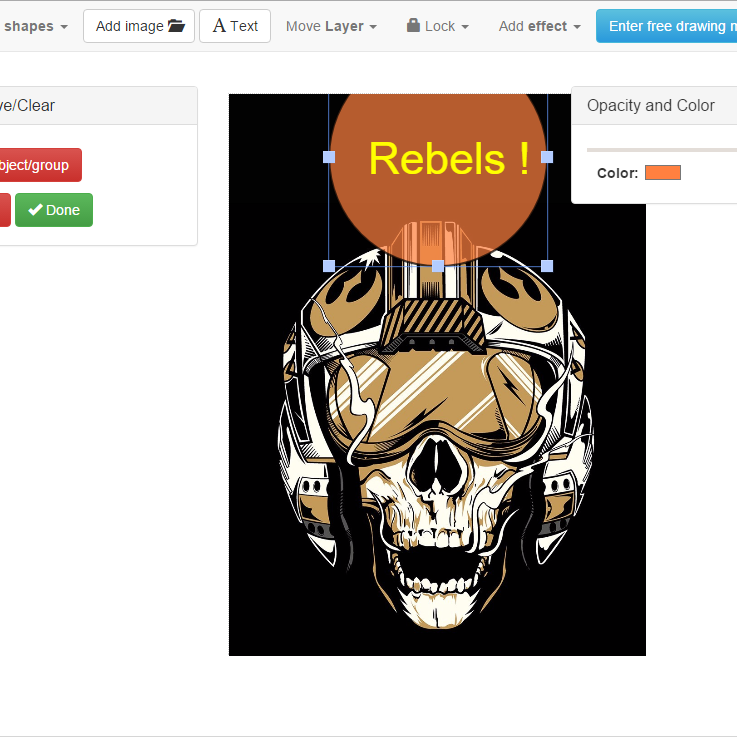 shapes
Add image
A Text
Move Layer
Lock
Add effect
Enter free drawing
ve/Clear
bject/group
Done
Rebels !
Opacity and Color
Color: